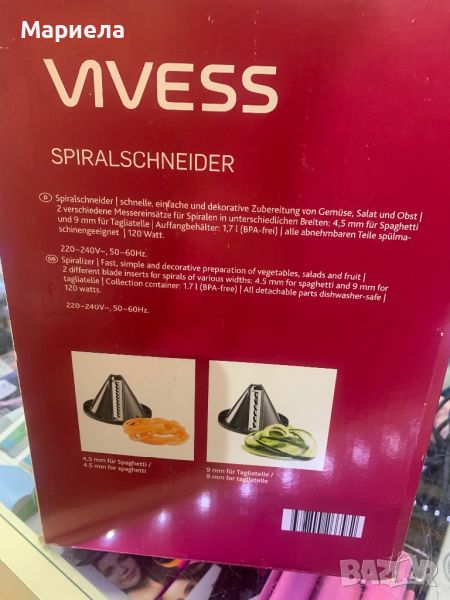 Мариела
VIVESS
SPIRALSCHNEIDER
D Spiralschneider | schnelle, einfache und dekorative Zubereitung von Gemüse, Salat und Obst |
2 verschiedene Messereinsätze für Spiralen in unterschiedlichen Breiten: 4,5 mm für Spaghetti
und 9 mm für Tagliatelle | Auffangbehälter: 1,7 l (BPA-frei) | alle abnehmbaren Teile spülma-
schinengeeignet | 120 Watt.
220–240V~, 50–60Hz.
GB Spiralizer | Fast, simple and decorative preparation of vegetables, salads and fruit |
2 different blade inserts for spirals of various widths: 4.5 mm for spaghetti and 9 mm for
tagliatelle | Collection container: 1.7 l (BPA-free) | All detachable parts dishwasher-safe |
120 watts.
220–240V~, 50–60Hz.
4,5 mm für Spaghetti /
4.5 mm for spaghetti
9 mm für Tagliatelle /
9 mm for tagliatelle
BAZAR